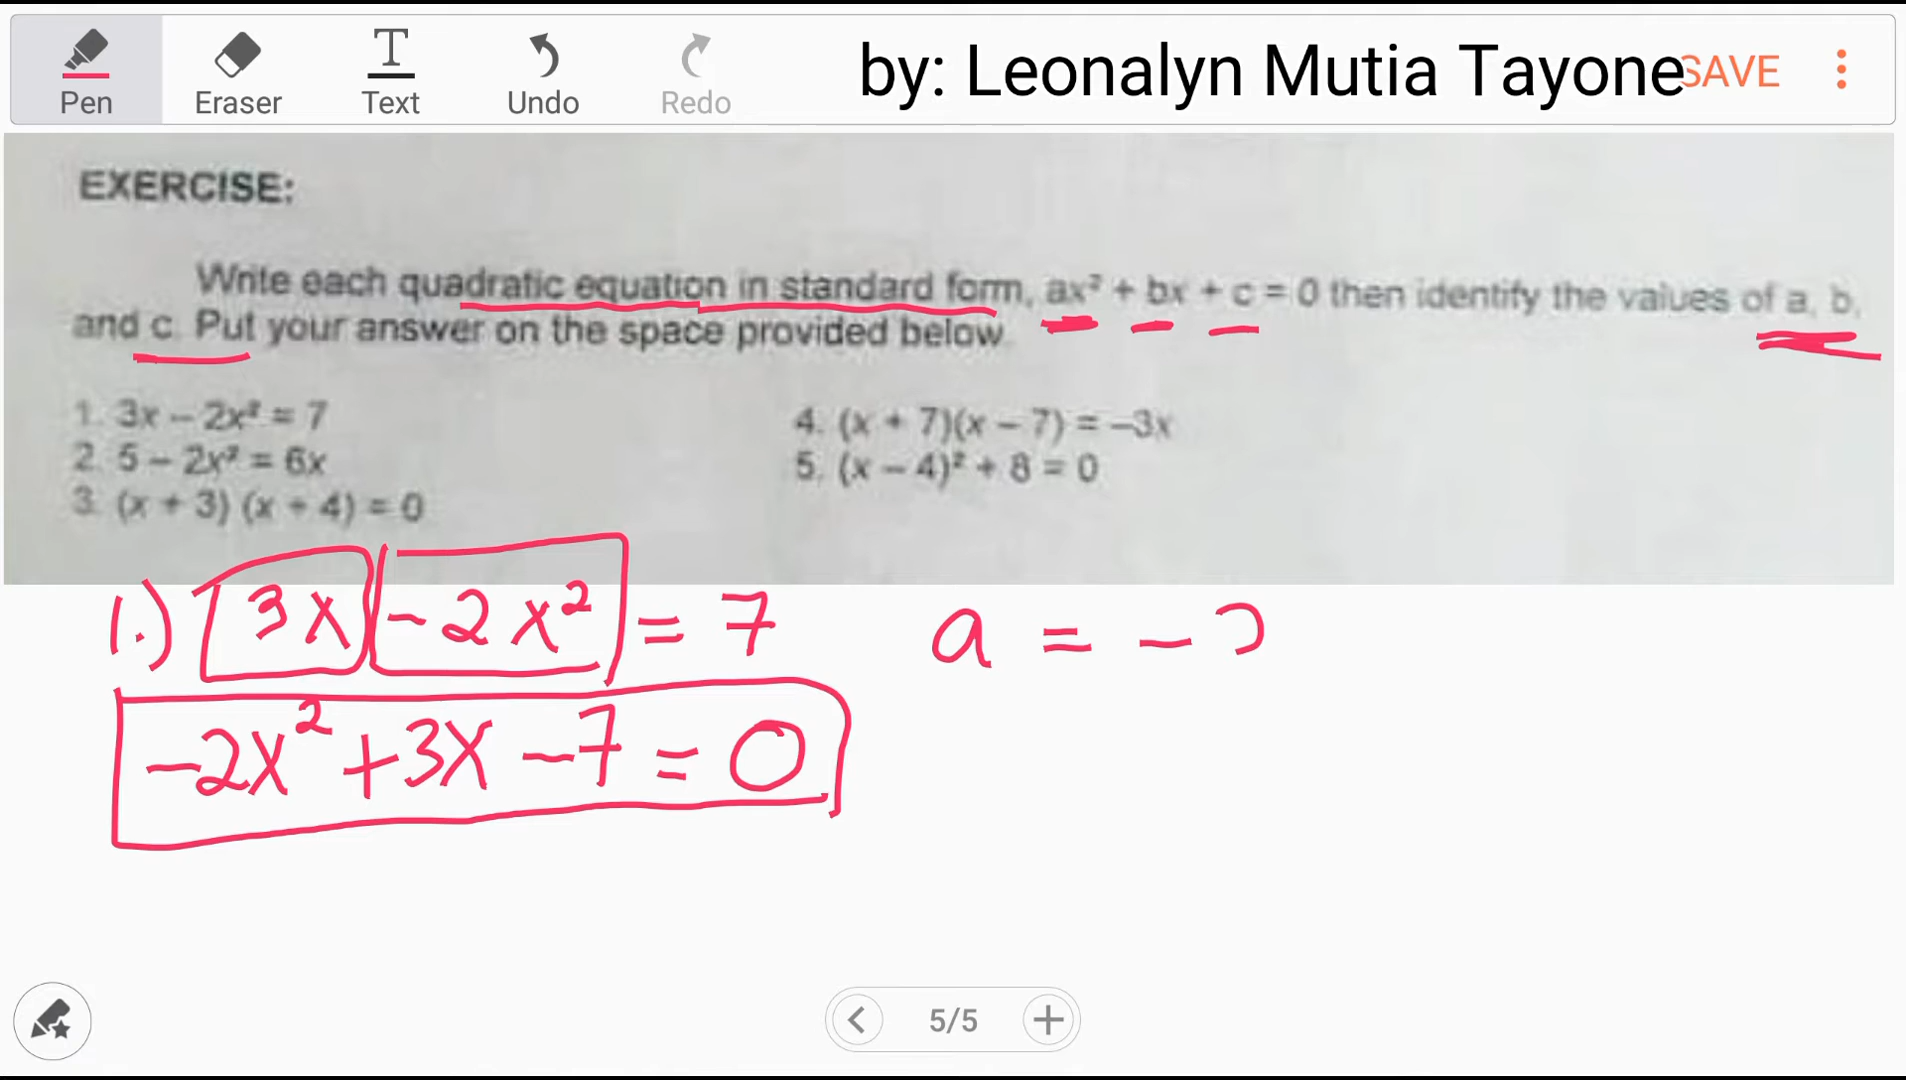 Pen Eraser Text Undo Redo by: Leonalyn Mutia Tayone SAVE
EXERCISE:
Write each quadratic equation in standard form, ax² + bx + c = 0 then identify the values of a, b,
and c. Put your answer on the space provided below.
1. 3x – 2x² = 7
2. 5 – 2x² = 6x
3. (x + 3) (x + 4) = 0
4. (x + 7)(x – 7) = –3x
5. (x – 4)² + 8 = 0
1.) 3x - 2x² = 7
a = -
-2x² + 3x - 7 = 0
5/5